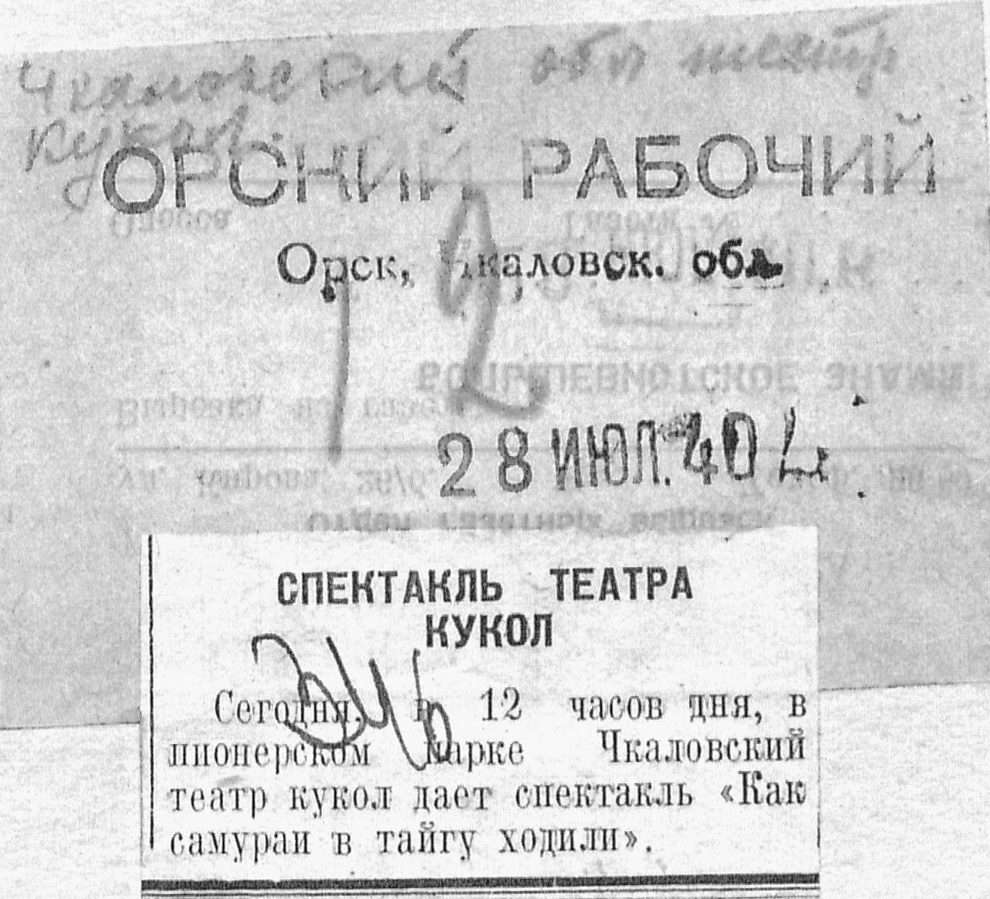 Чкаловский обл театр
кукол
ОРСКИЙ РАБОЧИЙ
Орск, Чкаловск. обл
12
28 ИЮЛ. 40
СПЕКТАКЛЬ ТЕАТРА
КУКОЛ
Сегодня, в 12 часов дня, в
пионерском парке Чкаловский
театр кукол дает спектакль «Как
самураи в тайгу ходили».